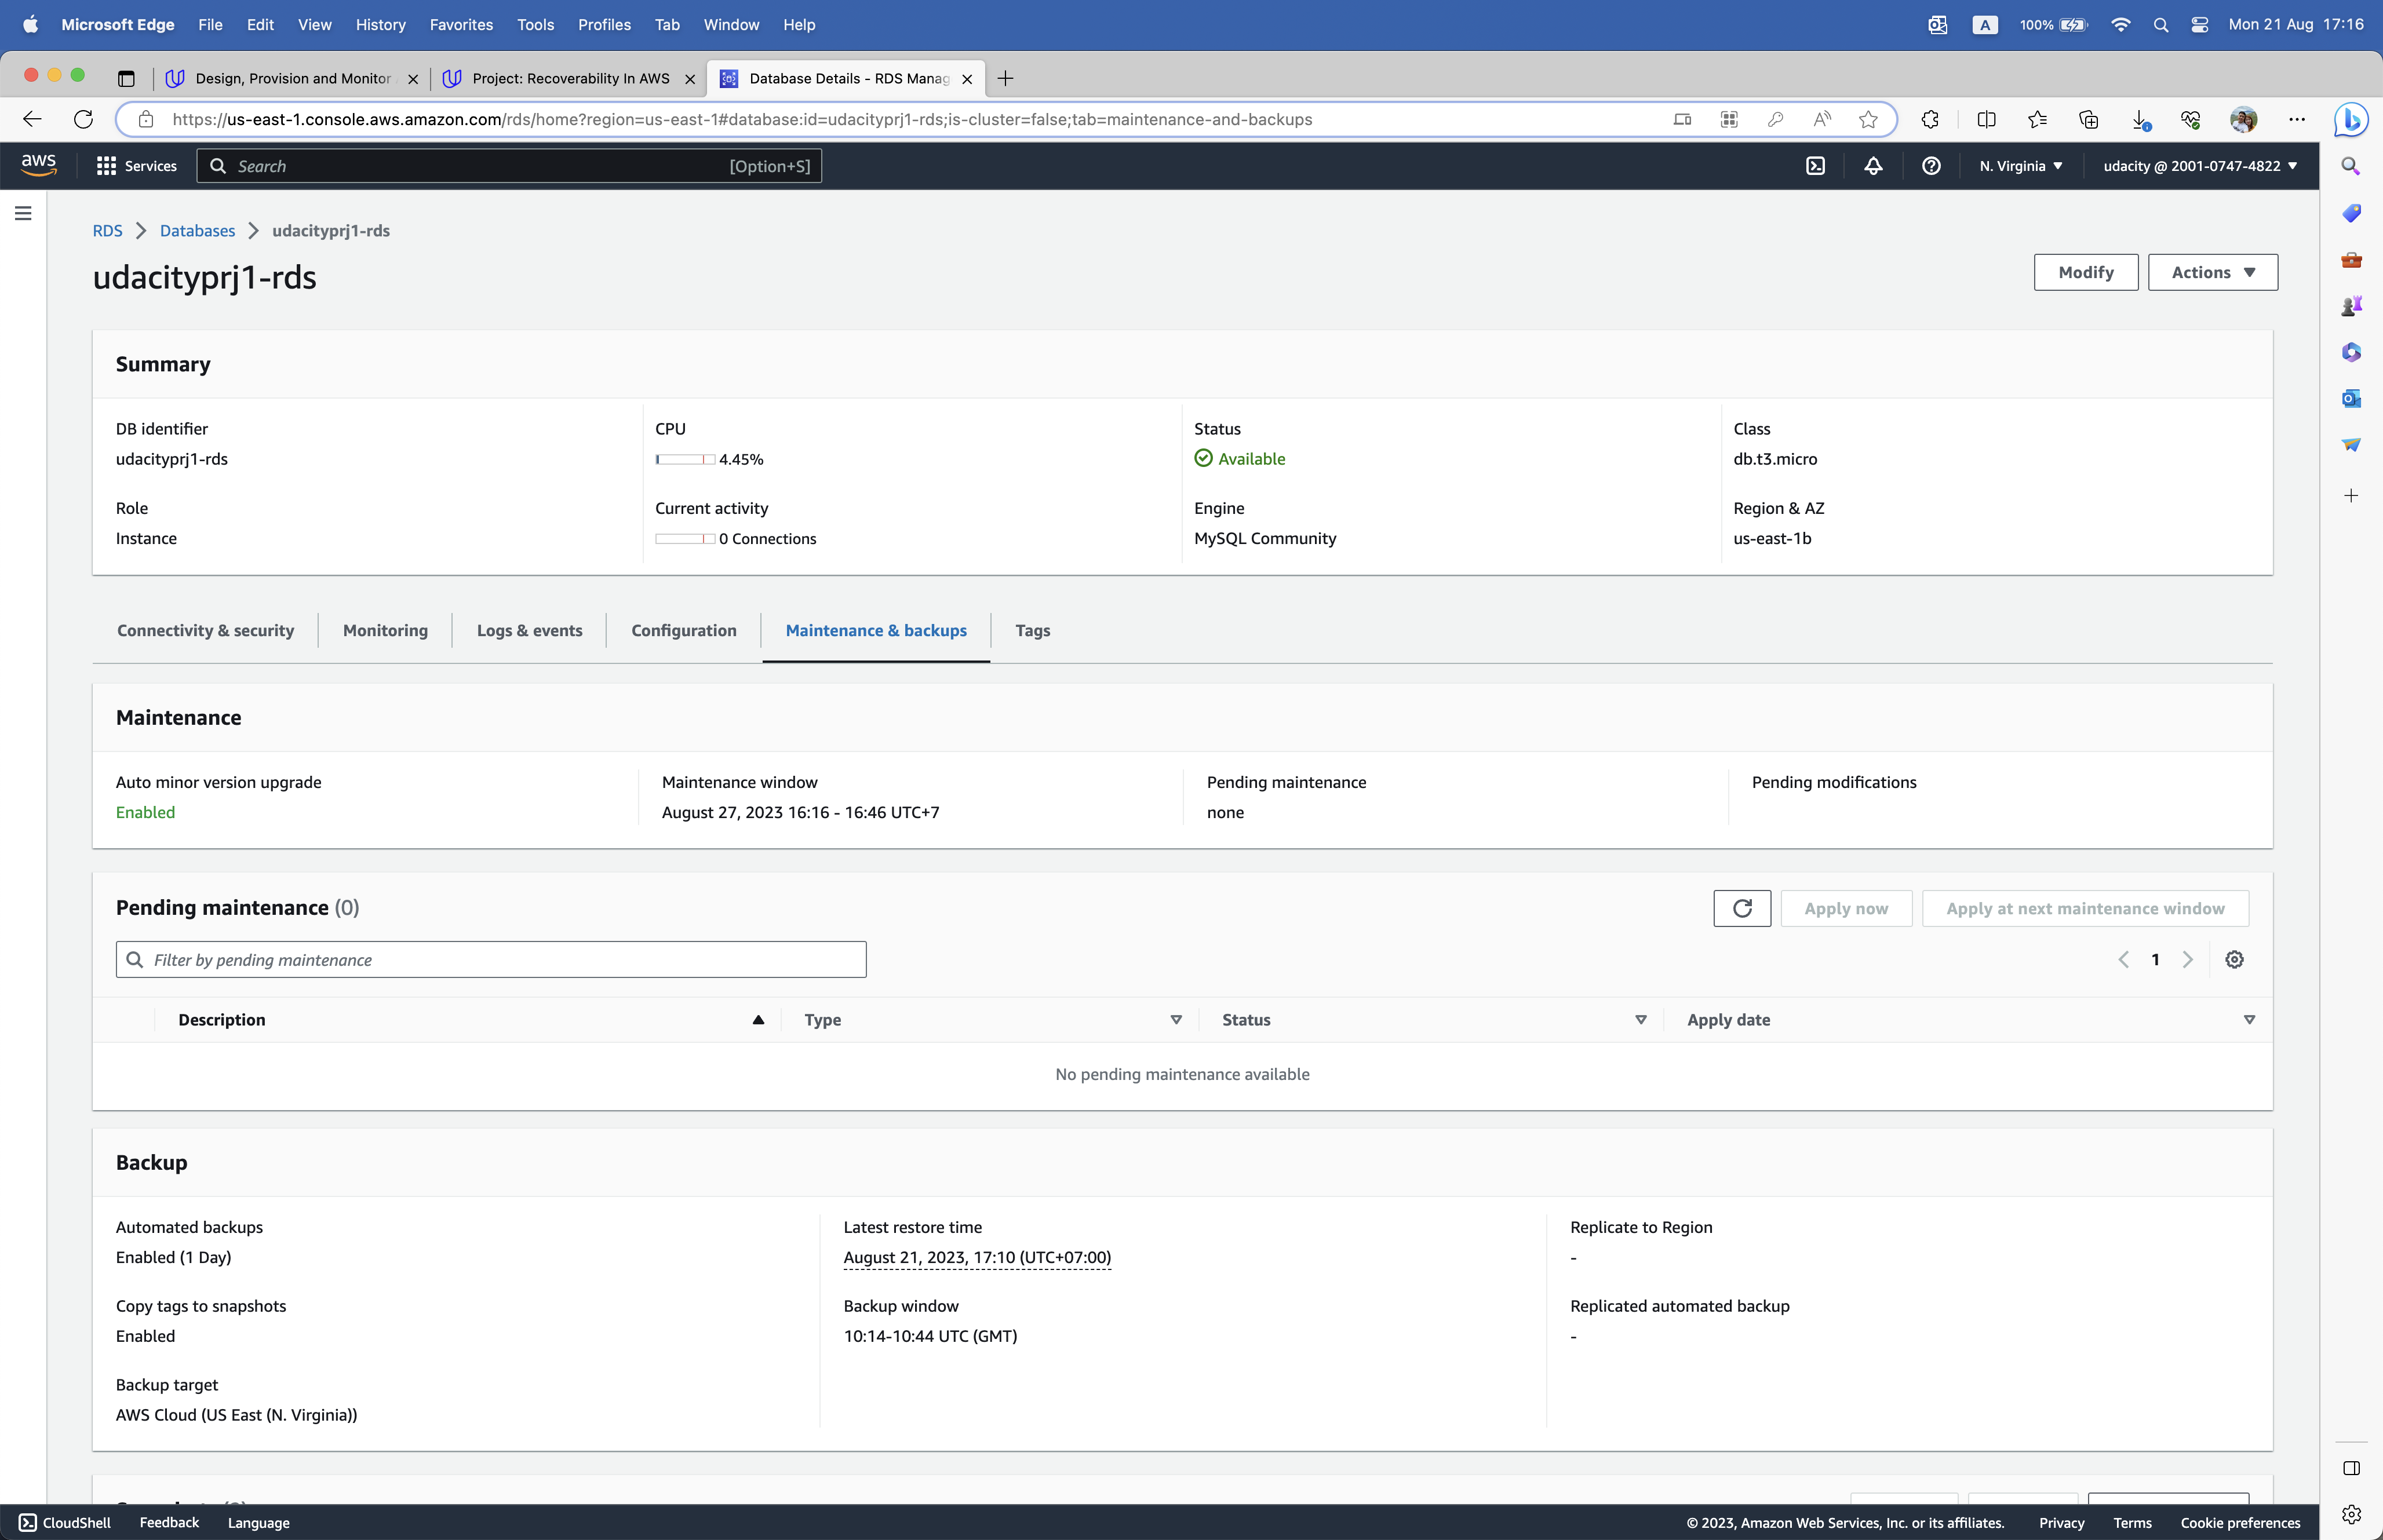 Microsoft Edge File Edit View History Favorites Tools Profiles Tab Window Help A 100% Mon 21 Aug 17:16
Design, Provision and Monitor Project: Recoverability In AWS Database Details - RDS Manag
https://us-east-1.console.aws.amazon.com/rds/home?region=us-east-1#database:id=udacityprj1-rds;is-cluster=false;tab=maintenance-and-backups
aws Services Search [Option+S] N. Virginia udacity @ 2001-0747-4822
RDS Databases udacityprj1-rds
udacityprj1-rds
Modify Actions
Summary
DB identifier CPU Status Class
udacityprj1-rds 4.45% Available db.t3.micro
Role Current activity Engine Region & AZ
Instance 0 Connections MySQL Community us-east-1b
Connectivity & security Monitoring Logs & events Configuration Maintenance & backups Tags
Maintenance
Auto minor version upgrade Maintenance window Pending maintenance Pending modifications
Enabled August 27, 2023 16:16 - 16:46 UTC+7 none
Pending maintenance (0) Apply now Apply at next maintenance window
Filter by pending maintenance 1
Description Type Status Apply date
No pending maintenance available
Backup
Automated backups Latest restore time Replicate to Region
Enabled (1 Day) August 21, 2023, 17:10 (UTC+07:00) -
Copy tags to snapshots Backup window Replicated automated backup
Enabled 10:14-10:44 UTC (GMT) -
Backup target
AWS Cloud (US East (N. Virginia))
CloudShell Feedback Language © 2023, Amazon Web Services, Inc. or its affiliates. Privacy Terms Cookie preferences